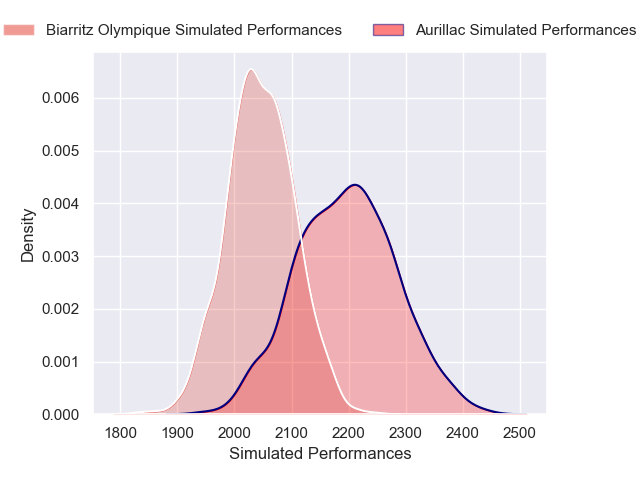 Biarritz Olympique Simulated Performances Aurillac Simulated Performances
0.006
0.005
0.004
0.003
0.002
0.001
0.000
Density
1800 1900 2000 2100 2200 2300 2400 2500
Simulated Performances